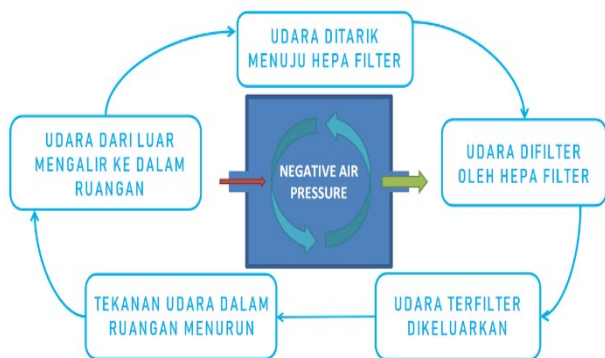 UDARA DITARIK
MENUJU HEPA FILTER
UDARA DIFILTER
OLEH HEPA FILTER
UDARA TERFILTER
DIKELUARKAN
TEKANAN UDARA DALAM
RUANGAN MENURUN
UDARA DARI LUAR
MENGALIR KE DALAM
RUANGAN
NEGATIVE AIR
PRESSURE